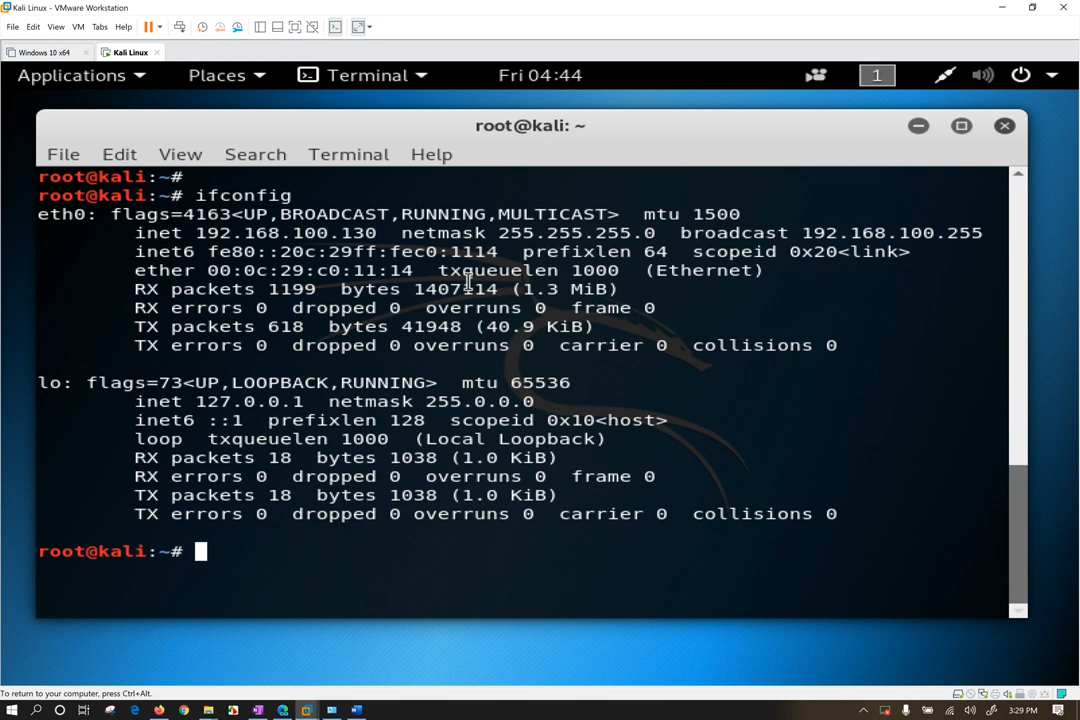 Kali Linux - VMware Workstation
File Edit View VM Tabs Help
Windows 10 x64 Kali Linux
Applications Places Terminal Fri 04:44 1
root@kali: ~
File Edit View Search Terminal Help
root@kali:~#
root@kali:~# ifconfig
eth0: flags=4163<UP,BROADCAST,RUNNING,MULTICAST>  mtu 1500
        inet 192.168.100.130  netmask 255.255.255.0  broadcast 192.168.100.255
        inet6 fe80::20c:29ff:fec0:1114  prefixlen 64  scopeid 0x20<link>
        ether 00:0c:29:c0:11:14  txqueuelen 1000  (Ethernet)
        RX packets 1199  bytes 1407114 (1.3 MiB)
        RX errors 0  dropped 0  overruns 0  frame 0
        TX packets 618  bytes 41948 (40.9 KiB)
        TX errors 0  dropped 0 overruns 0  carrier 0  collisions 0
lo: flags=73<UP,LOOPBACK,RUNNING>  mtu 65536
        inet 127.0.0.1  netmask 255.0.0.0
        inet6 ::1  prefixlen 128  scopeid 0x10<host>
        loop  txqueuelen 1000  (Local Loopback)
        RX packets 18  bytes 1038 (1.0 KiB)
        RX errors 0  dropped 0  overruns 0  frame 0
        TX packets 18  bytes 1038 (1.0 KiB)
        TX errors 0  dropped 0 overruns 0  carrier 0  collisions 0
root@kali:~#
To return to your computer, press Ctrl+Alt.
3:29 PM